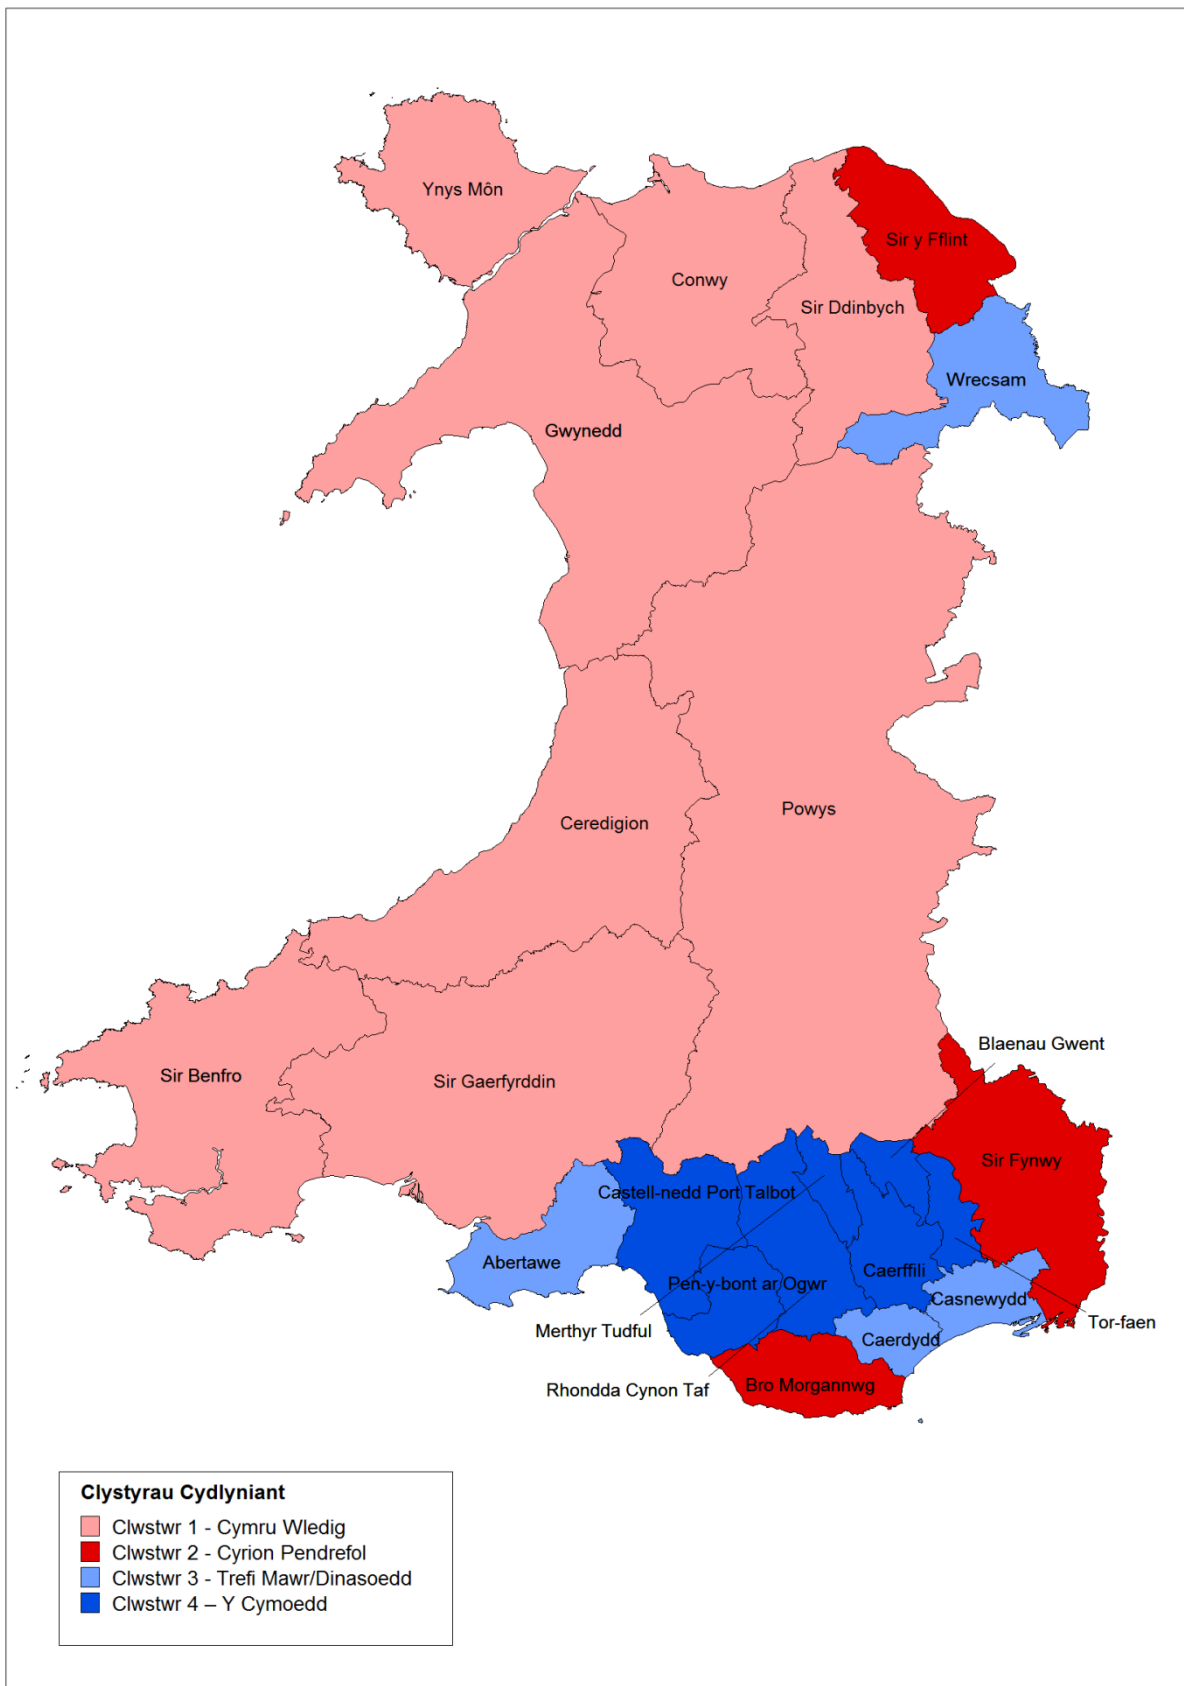 Ynys Môn
Sir y Fflint
Conwy
Sir Ddinbych
Wrecsam
Gwynedd
Powys
Ceredigion
Blaenau Gwent
Sir Benfro
Sir Gaerfyrddin
Sir Fynwy
Castell-nedd Port Talbot
Abertawe
Caerffili
Pen-y-bont ar Ogwr
Casnewydd
Tor-faen
Merthyr Tudful
Caerdydd
Rhondda Cynon Taf
Bro Morgannwg
Clystyrau Cydlyniant
Clwstwr 1 - Cymru Wledig
Clwstwr 2 - Cyrion Pendrefol
Clwstwr 3 - Trefi Mawr/Dinasoedd
Clwstwr 4 – Y Cymoedd